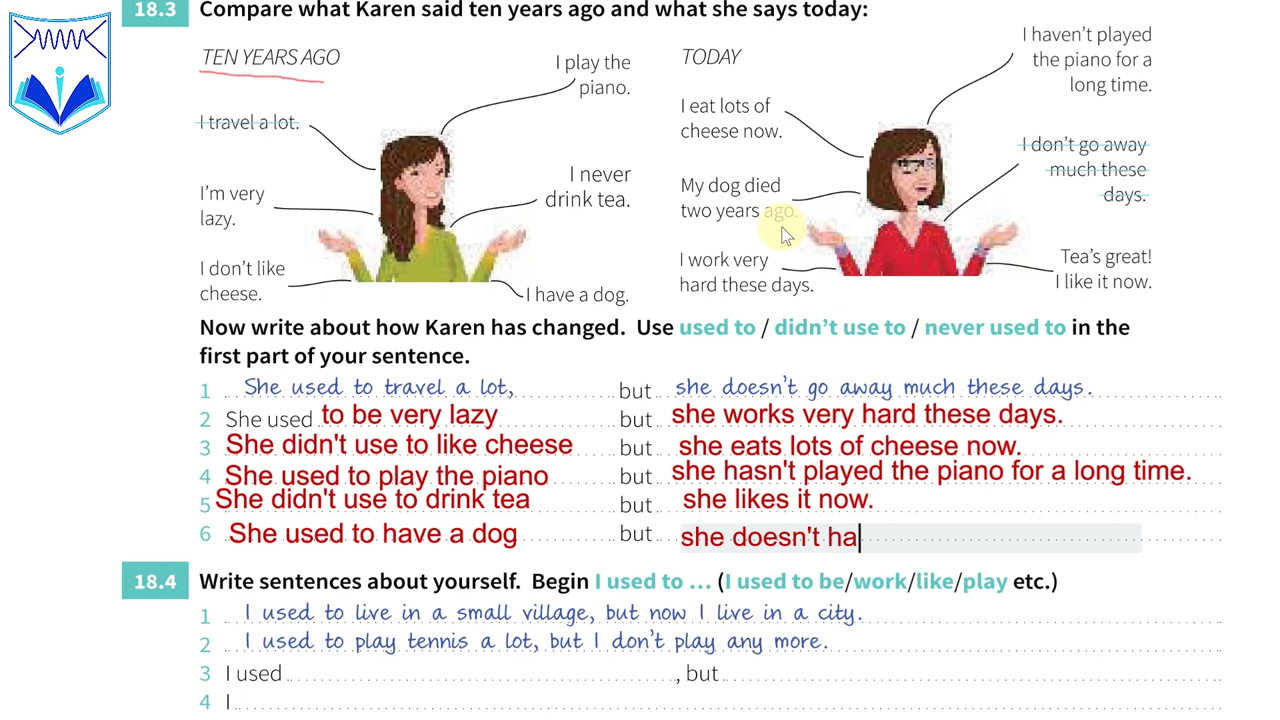 18.3 Compare what Karen said ten years ago and what she says today:
TEN YEARS AGO
I play the
piano.
I travel a lot.
I never
drink tea.
I'm very
lazy.
I don't like
cheese.
I have a dog.
TODAY
I haven't played
the piano for a
long time.
I eat lots of
cheese now.
I don't go away
much these
days.
My dog died
two years ago.
I work very
hard these days.
Tea's great!
I like it now.
Now write about how Karen has changed. Use used to / didn't use to / never used to in the
first part of your sentence.
1 She used to travel a lot, but she doesn't go away much these days.
2 She used to be very lazy but she works very hard these days.
3 She didn't use to like cheese but she eats lots of cheese now.
4 She used to play the piano but she hasn't played the piano for a long time.
5 She didn't use to drink tea but she likes it now.
6 She used to have a dog but she doesn't ha
18.4 Write sentences about yourself. Begin I used to ... (I used to be/work/like/play etc.)
1 I used to live in a small village, but now I live in a city.
2 I used to play tennis a lot, but I don't play any more.
3 I used , but
4 I